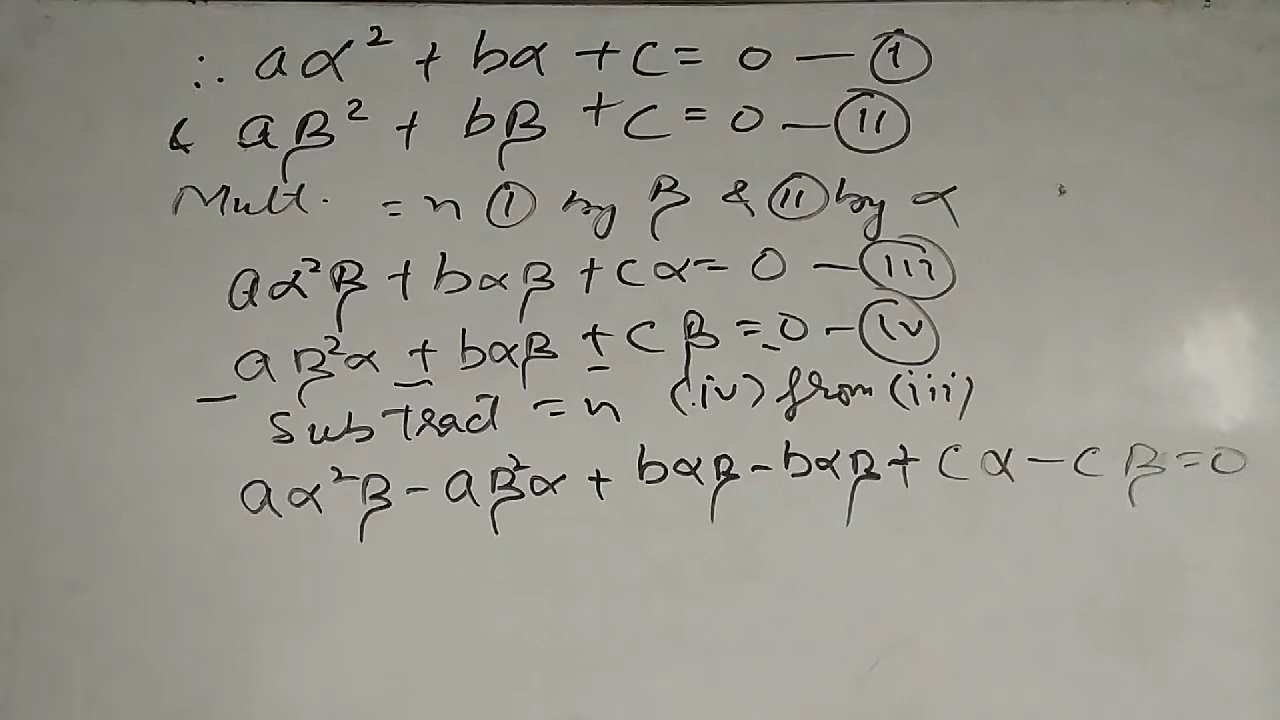 ∴ aα² + bα + c = 0 — (i)
& aβ² + bβ + c = 0 — (ii)
Mult. =n (i) by β & (ii) by α
aα²β + bαβ + cα = 0 — (iii)
aβ²α + bαβ + cβ = 0 — (iv)
— — — —
Subtract =n (iv) from (iii)
aα²β - aβ²α + bαβ - bαβ + cα - cβ = 0